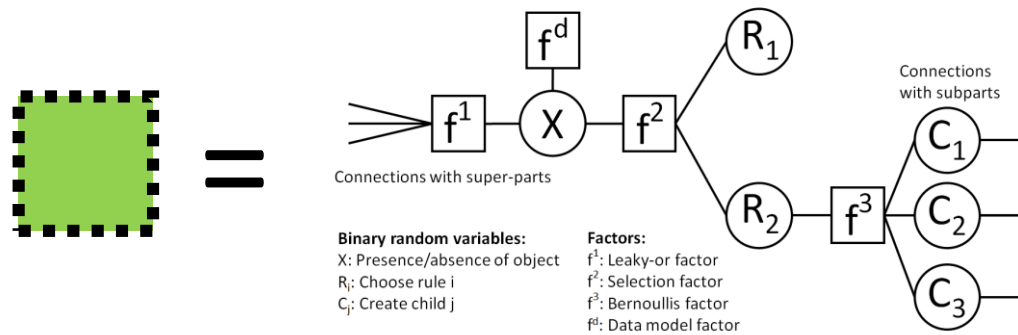 f^d
R_1
Connections
with subparts
f^1
X
f^2
C_1
Connections with super-parts
R_2
f^3
C_2
C_3
Binary random variables:
X: Presence/absence of object
R_i: Choose rule i
C_j: Create child j
Factors:
f^1: Leaky-or factor
f^2: Selection factor
f^3: Bernoullis factor
f^d: Data model factor